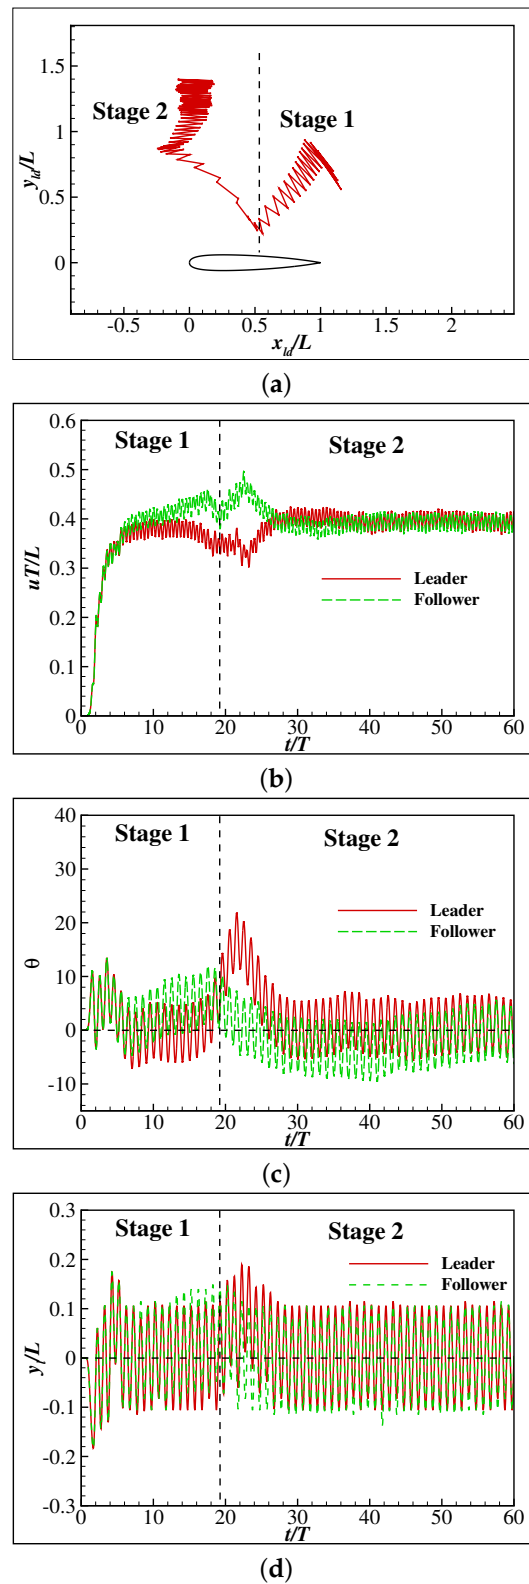 1.5
1
0.5
0
y_ld/L
Stage 2
Stage 1
-0.5 0 0.5 1 1.5 2
x_ld/L
(a)
0.6
0.5
0.4
0.3
0.2
0.1
0
uT/L
Stage 1 Stage 2
Leader
Follower
0 10 20 30 40 50 60
t/T
(b)
40
30
20
10
0
-10
θ
Stage 1 Stage 2
Leader
Follower
0 10 20 30 40 50 60
t/T
(c)
0.3
0.2
0.1
0
-0.1
-0.2
-0.3
y_l/L
Stage 1 Stage 2
Leader
Follower
0 10 20 30 40 50 60
t/T
(d)